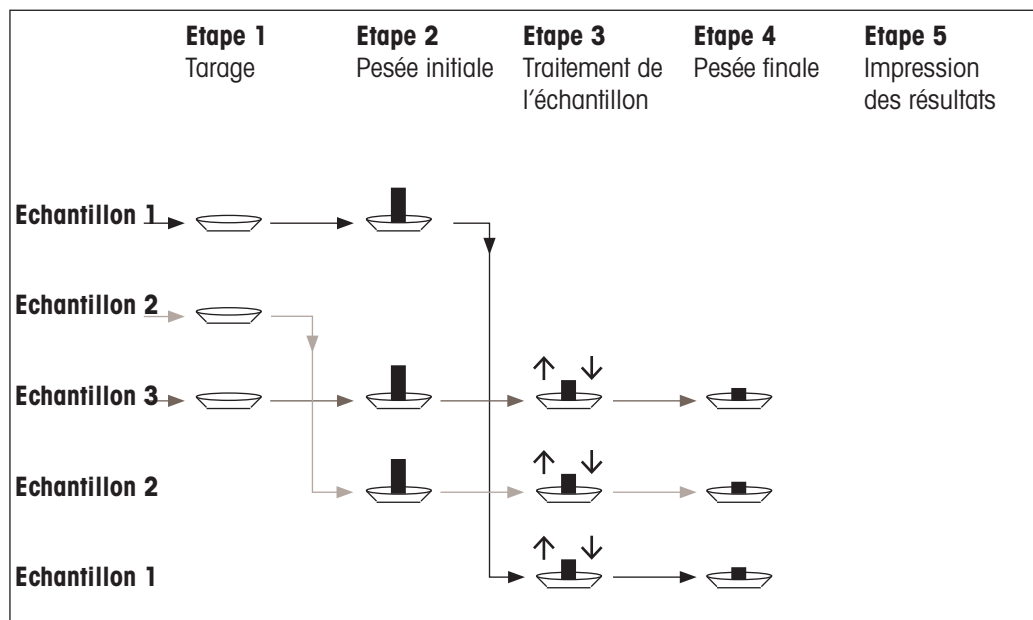 Etape 1
Tarage
Etape 2
Pesée initiale
Etape 3
Traitement de
l'échantillon
Etape 4
Pesée finale
Etape 5
Impression
des résultats
Echantillon 1
Echantillon 2
Echantillon 3
Echantillon 2
Echantillon 1